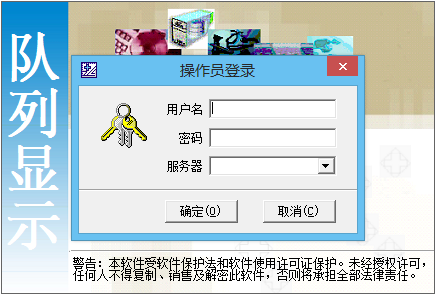 队列显示
操作员登录
用户名
密码
服务器
确定(O)
取消(C)
警告：本软件受软件保护法和软件使用许可证保护。未经授权许可，
任何人不得复制、销售及解密此软件，否则将承担全部法律责任。